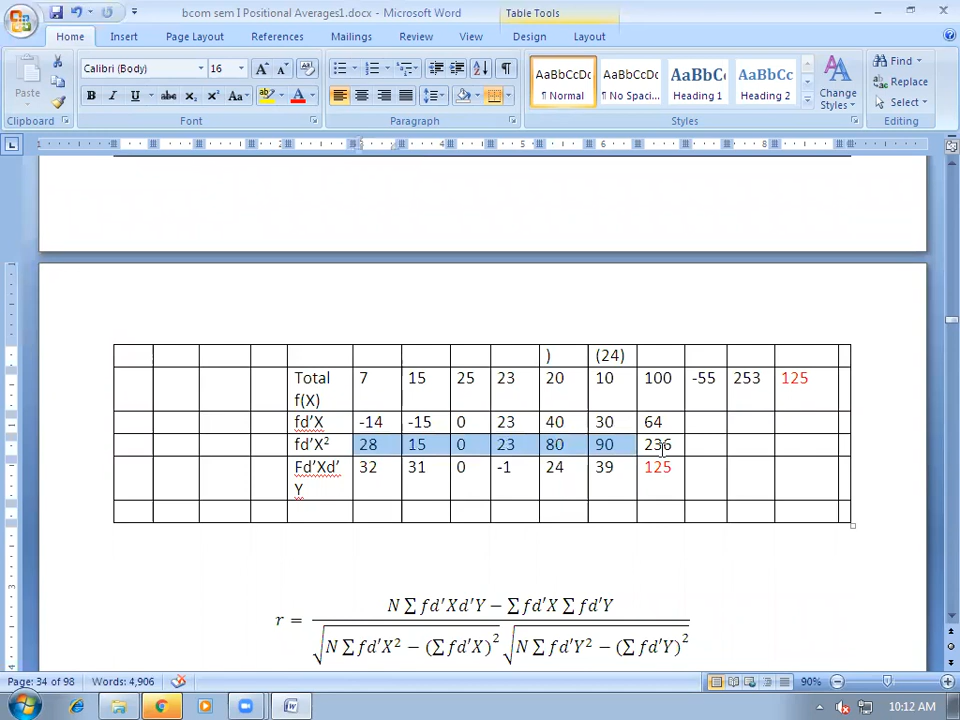 bcom sem I Positional Averages1.docx - Microsoft Word
Table Tools
Home Insert Page Layout References Mailings Review View Design Layout
Paste
Calibri (Body) 16
B I U abc X₂ X² Aa
AaBbCcDc AaBbCcDc AaBbC AaBbCc
¶ Normal ¶ No Spaci... Heading 1 Heading 2
Change Styles
Find
Replace
Select
Clipboard Font Paragraph Styles Editing
) (24)
Total f(X) 7 15 25 23 20 10 100 -55 253 125
fd’X -14 -15 0 23 40 30 64
fd’X² 28 15 0 23 80 90 236
Fd’Xd’Y 32 31 0 -1 24 39 125
r = N ∑ fd′Xd′Y − ∑ fd′X ∑ fd′Y
√N ∑ fd′X² − (∑ fd′X)² √N ∑ fd′Y² − (∑ fd′Y)²
Page: 34 of 98 Words: 4,906 90%
10:12 AM